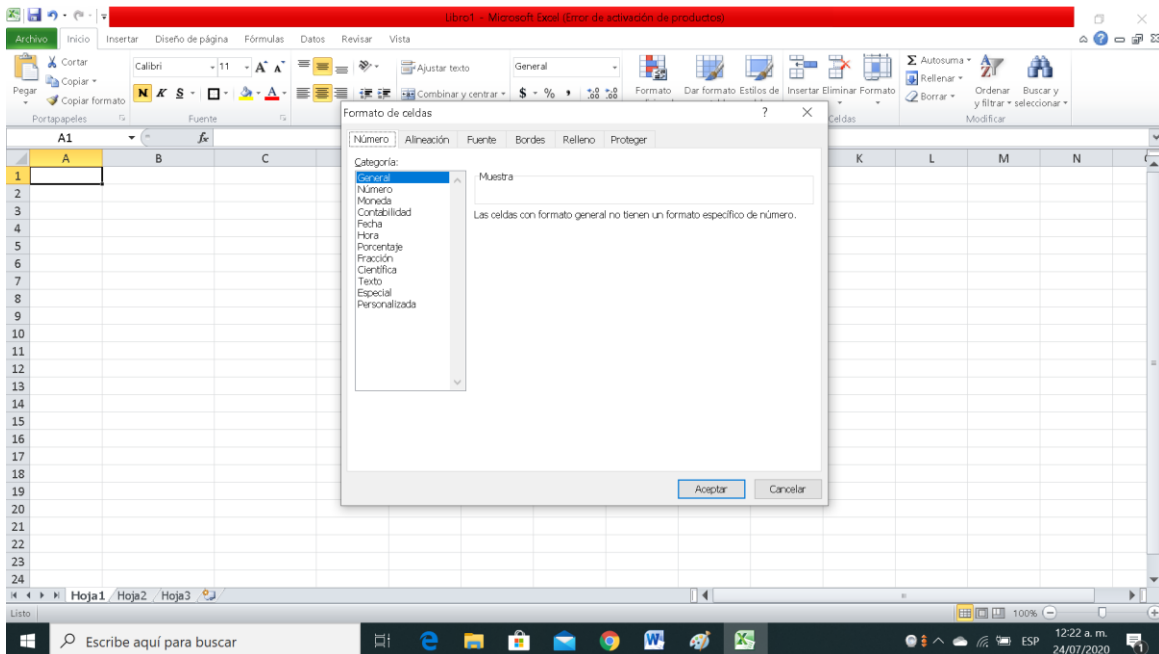 Libro1 - Microsoft Excel (Error de activación de productos)
Archivo Inicio Insertar Diseño de página Fórmulas Datos Revisar Vista
Pegar
Cortar
Copiar
Copiar formato
Portapapeles
Calibri 11 A A
N K S A
Fuente
Ajustar texto
Combinar y centrar
General
$ % ,
Formato
Dar formato
Estilos de
Insertar Eliminar Formato
Celdas
Σ Autosuma
Rellenar
Borrar
Ordenar
y filtrar
Buscar y
seleccionar
Modificar
A1 fx
A B C K L M N
1
2
3
4
5
6
7
8
9
10
11
12
13
14
15
16
17
18
19
20
21
22
23
24
Formato de celdas ?
Número Alineación Fuente Bordes Relleno Proteger
Categoría:
General
Número
Moneda
Contabilidad
Fecha
Hora
Porcentaje
Fracción
Científica
Texto
Especial
Personalizada
Muestra
Las celdas con formato general no tienen un formato específico de número.
Aceptar Cancelar
Hoja1 Hoja2 Hoja3
Listo 100%
Escribe aquí para buscar
ESP
12:22 a. m.
24/07/2020